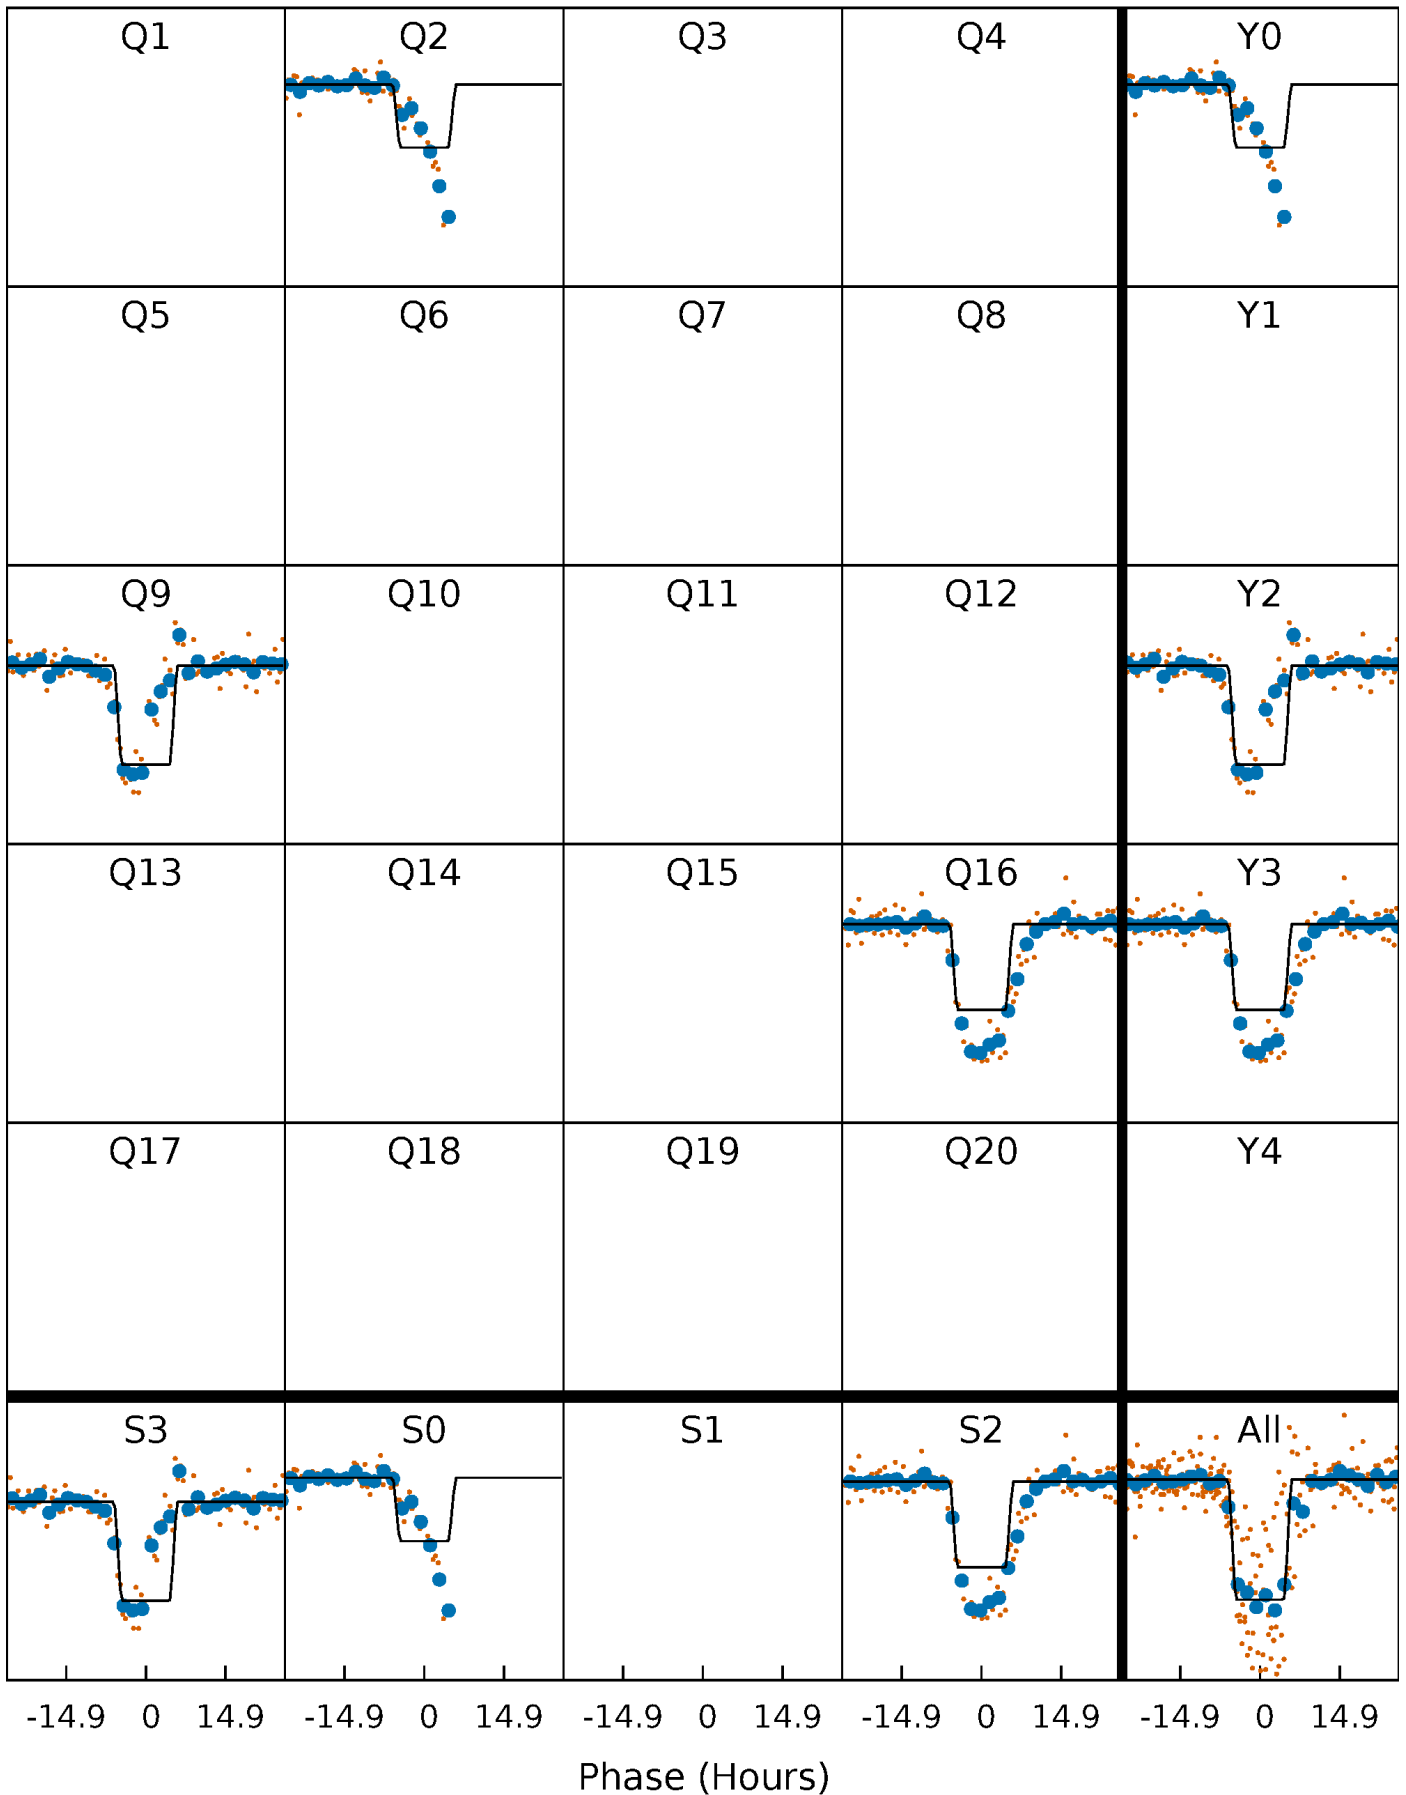 Q1 Q2 Q3 Q4 Y0
Q5 Q6 Q7 Q8 Y1
Q9 Q10 Q11 Q12 Y2
Q13 Q14 Q15 Q16 Y3
Q17 Q18 Q19 Q20 Y4
S3 S0 S1 S2 All
-14.9 0 14.9 -14.9 0 14.9 -14.9 0 14.9 -14.9 0 14.9 -14.9 0 14.9
Phase (Hours)